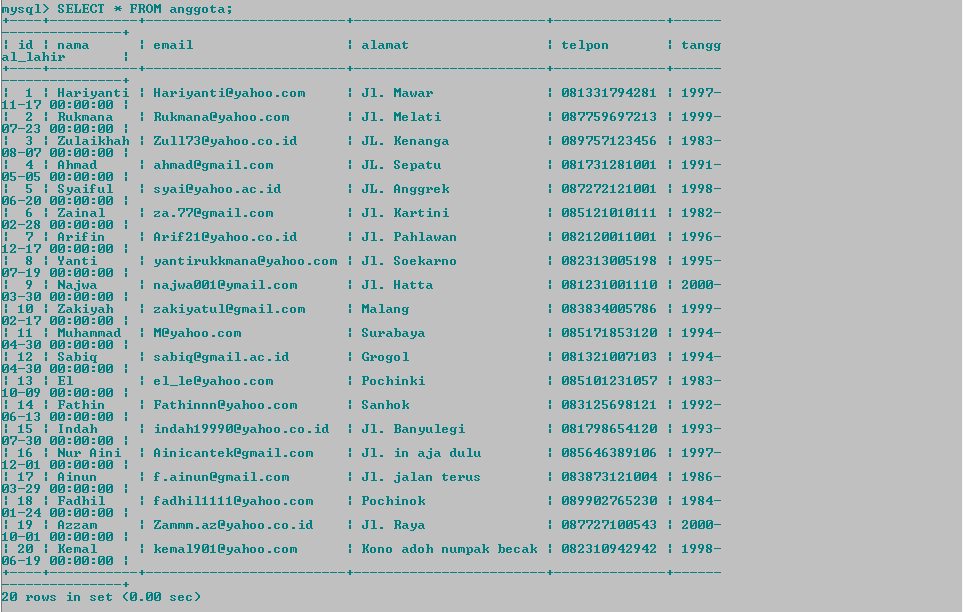 mysql> SELECT * FROM anggota;
+----+-----------+------------------------+------------------------+--------------+------
---------------+
| id | nama      | email                  | alamat                 | telpon       | tangg
al_lahir       |
+----+-----------+------------------------+------------------------+--------------+------
---------------+
|  1 | Hariyanti | Hariyanti@yahoo.com    | Jl. Mawar              | 081331794281 | 1997-
11-17 00:00:00 |
|  2 | Rukmana   | Rukmana@yahoo.com      | Jl. Melati             | 087759697213 | 1999-
07-23 00:00:00 |
|  3 | Zulaikhah | Zull73@yahoo.co.id     | JL. Kenanga            | 089757123456 | 1983-
08-07 00:00:00 |
|  4 | Ahmad     | ahmad@gmail.com        | JL. Sepatu             | 081731281001 | 1991-
05-05 00:00:00 |
|  5 | Syaiful   | syai@yahoo.ac.id       | JL. Anggrek            | 087272121001 | 1998-
06-20 00:00:00 |
|  6 | Zainal    | za.77@gmail.com        | Jl. Kartini            | 085121010111 | 1982-
02-28 00:00:00 |
|  7 | Arifin    | Arif21@yahoo.co.id     | Jl. Pahlawan           | 082120011001 | 1996-
12-17 00:00:00 |
|  8 | Yanti     | yantirukkmana@yahoo.com | Jl. Soekarno           | 082313005198 | 1995-
07-19 00:00:00 |
|  9 | Najwa     | najwa001@ymail.com     | Jl. Hatta              | 081231001110 | 2000-
03-30 00:00:00 |
| 10 | Zakiyah   | zakiyatul@gmail.com    | Malang                 | 083834005786 | 1999-
02-17 00:00:00 |
| 11 | Muhammad  | M@yahoo.com            | Surabaya               | 085171853120 | 1994-
04-30 00:00:00 |
| 12 | Sabiq     | sabiq@gmail.ac.id      | Grogol                 | 081321007103 | 1994-
04-30 00:00:00 |
| 13 | El        | el_le@yahoo.com        | Pochinki               | 085101231057 | 1983-
10-09 00:00:00 |
| 14 | Fathin    | Fathinnn@yahoo.com     | Sanhok                 | 083125698121 | 1992-
06-13 00:00:00 |
| 15 | Indah     | indah19990@yahoo.co.id | Jl. Banyulegi          | 081798654120 | 1993-
07-30 00:00:00 |
| 16 | Nur Aini  | Ainicantek@gmail.com   | Jl. in aja dulu        | 085646389106 | 1997-
12-01 00:00:00 |
| 17 | Ainun     | f.ainun@gmail.com      | Jl. jalan terus        | 083873121004 | 1986-
03-29 00:00:00 |
| 18 | Fadhil    | fadhil1111@yahoo.com   | Pochinok               | 089902765230 | 1984-
01-24 00:00:00 |
| 19 | Azzam     | Zammm.az@yahoo.co.id   | Jl. Raya               | 087727100543 | 2000-
10-01 00:00:00 |
| 20 | Kemal     | kemal901@yahoo.com     | Kono adoh numpak becak | 082310942942 | 1998-
06-19 00:00:00 |
+----+-----------+------------------------+------------------------+--------------+------
---------------+
20 rows in set (0.00 sec)